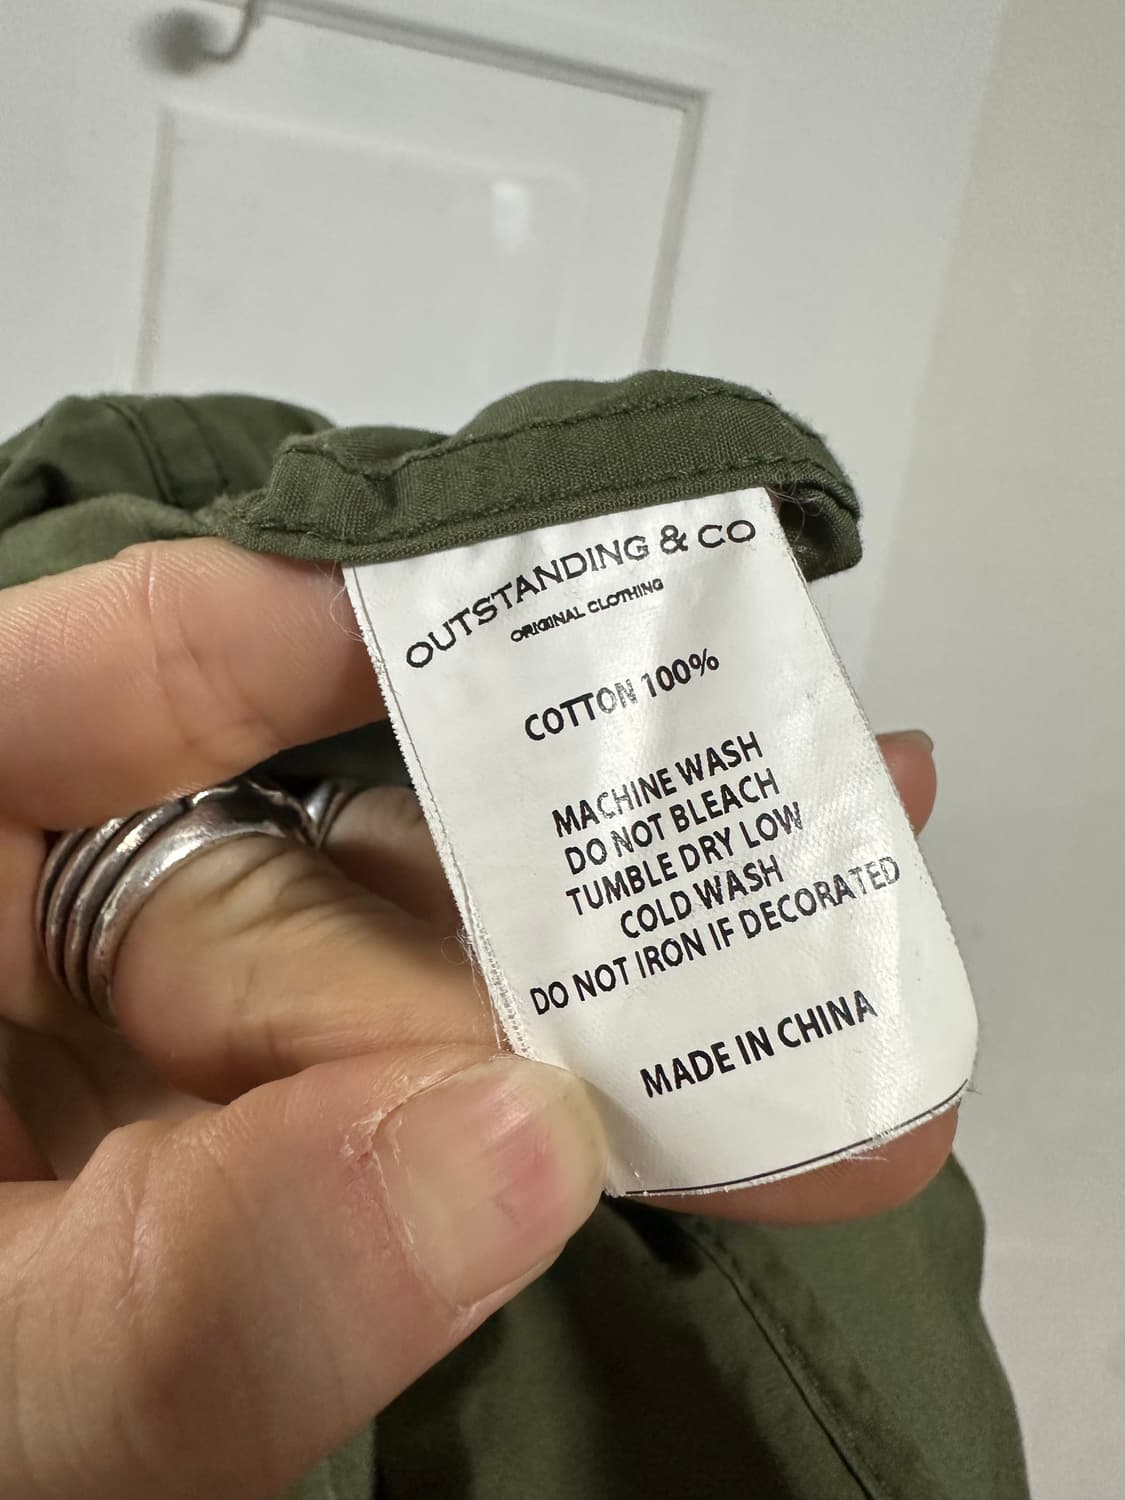 OUTSTANDING & CO
ORIGINAL CLOTHING
COTTON 100%
MACHINE WASH
DO NOT BLEACH
TUMBLE DRY LOW
COLD WASH
DO NOT IRON IF DECORATED
MADE IN CHINA